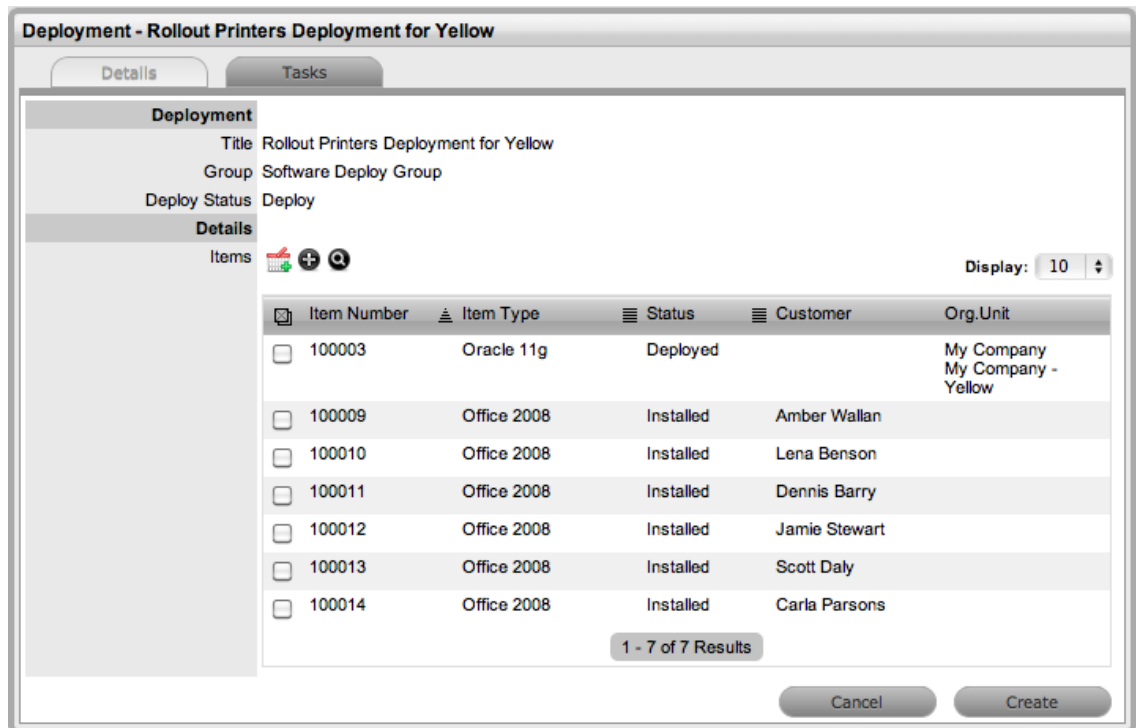 Deployment - Rollout Printers Deployment for Yellow
Details Tasks
Deployment
Title Rollout Printers Deployment for Yellow
Group Software Deploy Group
Deploy Status Deploy
Details
Items
Display: 10
Item Number Item Type Status Customer Org.Unit
100003 Oracle 11g Deployed My Company
My Company -
Yellow
100009 Office 2008 Installed Amber Wallan
100010 Office 2008 Installed Lena Benson
100011 Office 2008 Installed Dennis Barry
100012 Office 2008 Installed Jamie Stewart
100013 Office 2008 Installed Scott Daly
100014 Office 2008 Installed Carla Parsons
1 - 7 of 7 Results
Cancel Create